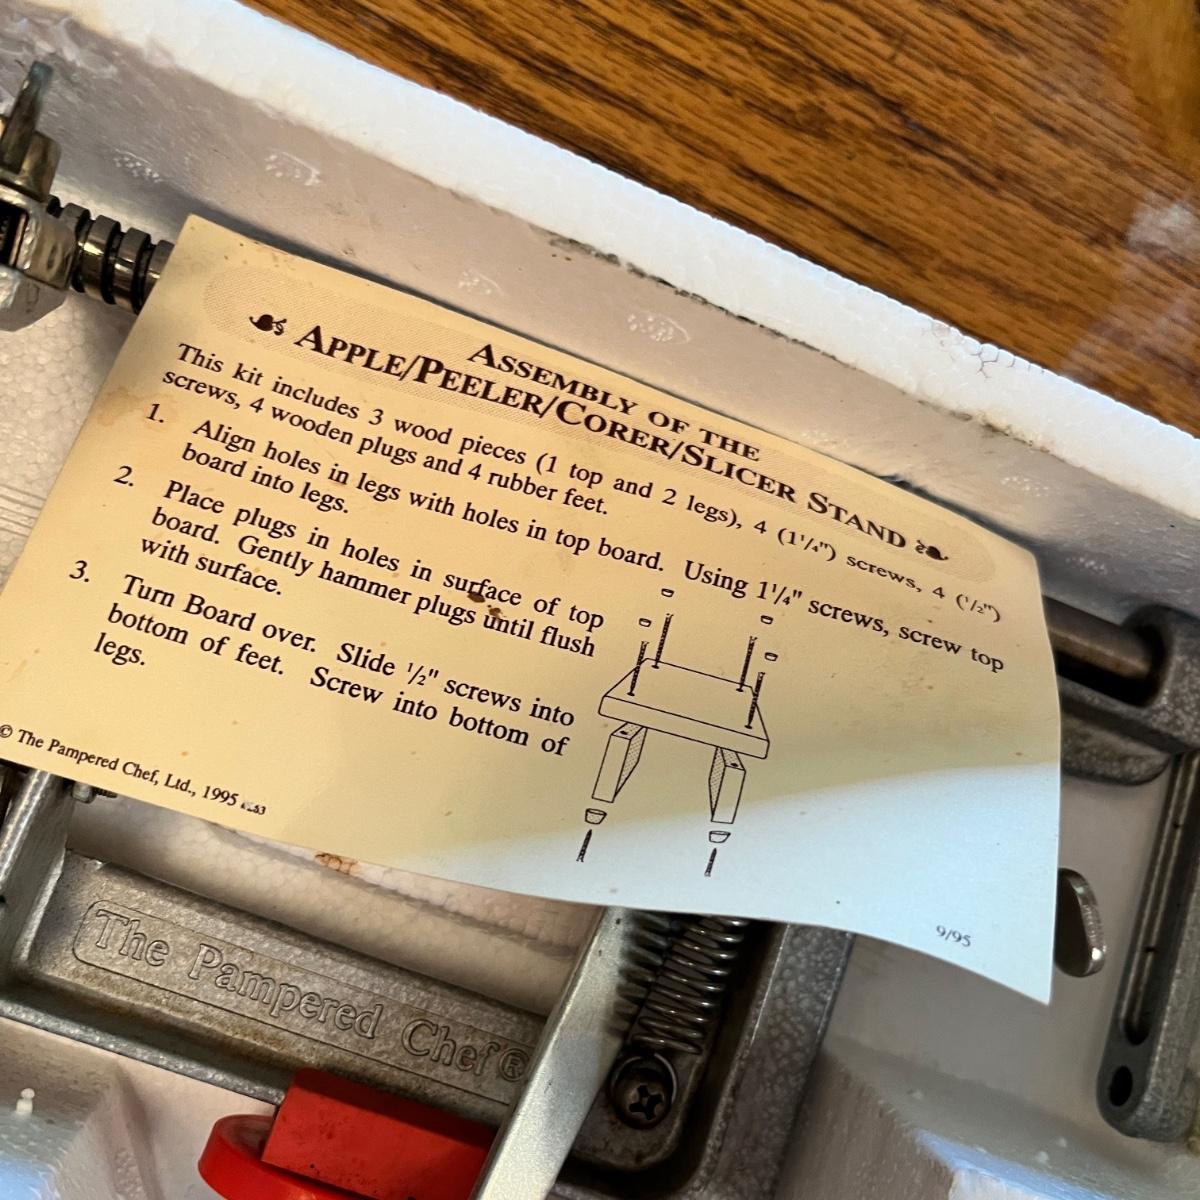 ASSEMBLY OF THE
APPLE/PEELER/CORER/SLICER STAND
This kit includes 3 wood pieces (1 top and 2 legs), 4 (1¹/₄") screws, 4 (¹/₂")
screws, 4 wooden plugs and 4 rubber feet.
1. Align holes in legs with holes in top board. Using 1¹/₄" screws, screw top
board into legs.
2. Place plugs in holes in surface of top
board. Gently hammer plugs until flush
with surface.
3. Turn Board over. Slide ¹/₂" screws into
bottom of feet. Screw into bottom of
legs.
© The Pampered Chef, Ltd., 1995
9/95
The Pampered Chef®